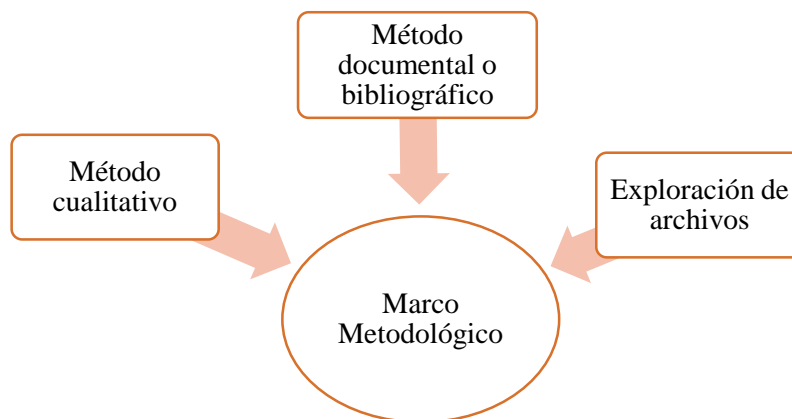 Método
documental o
bibliográfico
Método
cualitativo
Exploración de
archivos
Marco
Metodológico